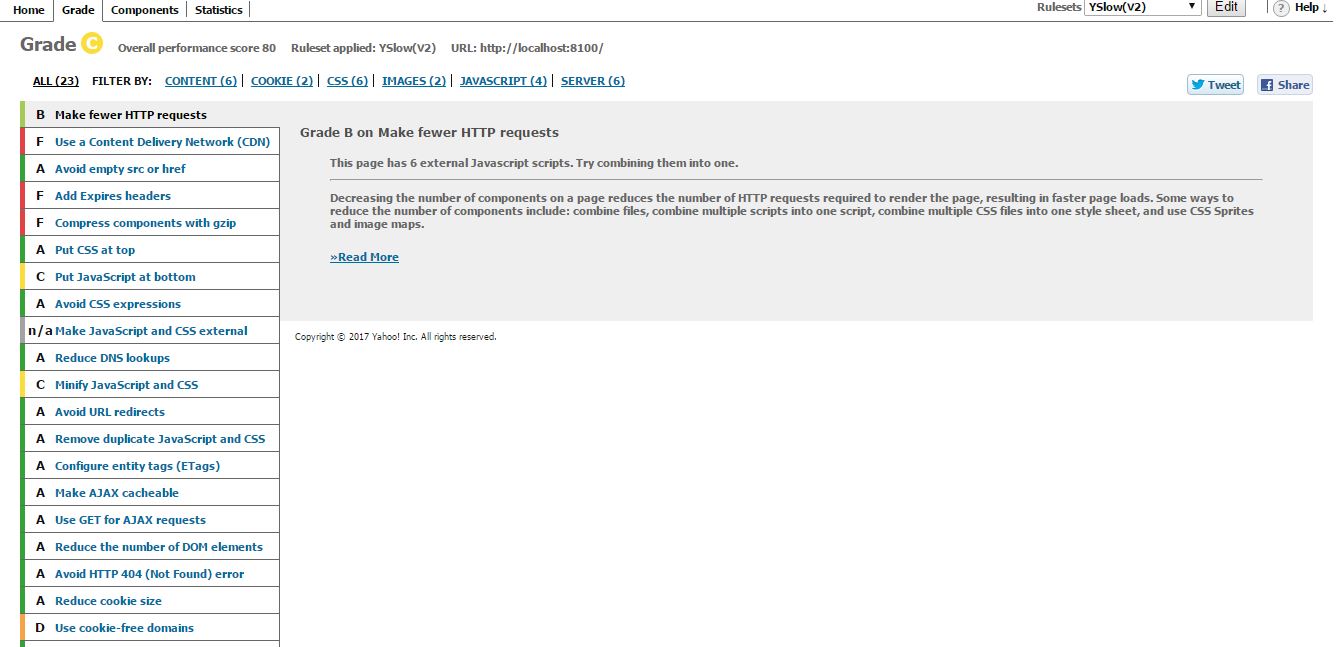 Home Grade Components Statistics Rulesets YSlow(V2) Edit ? Help ↓
Grade C Overall performance score 80 Ruleset applied: YSlow(V2) URL: http://localhost:8100/
ALL (23) FILTER BY: CONTENT (6) COOKIE (2) CSS (6) IMAGES (2) JAVASCRIPT (4) SERVER (6)
Tweet Share
B Make fewer HTTP requests
F Use a Content Delivery Network (CDN)
A Avoid empty src or href
F Add Expires headers
F Compress components with gzip
A Put CSS at top
C Put JavaScript at bottom
A Avoid CSS expressions
n/a Make JavaScript and CSS external
A Reduce DNS lookups
C Minify JavaScript and CSS
A Avoid URL redirects
A Remove duplicate JavaScript and CSS
A Configure entity tags (ETags)
A Make AJAX cacheable
A Use GET for AJAX requests
A Reduce the number of DOM elements
A Avoid HTTP 404 (Not Found) error
A Reduce cookie size
D Use cookie-free domains
Grade B on Make fewer HTTP requests
This page has 6 external Javascript scripts. Try combining them into one.
Decreasing the number of components on a page reduces the number of HTTP requests required to render the page, resulting in faster page loads. Some ways to
reduce the number of components include: combine files, combine multiple scripts into one script, combine multiple CSS files into one style sheet, and use CSS Sprites
and image maps.
»Read More
Copyright © 2017 Yahoo! Inc. All rights reserved.